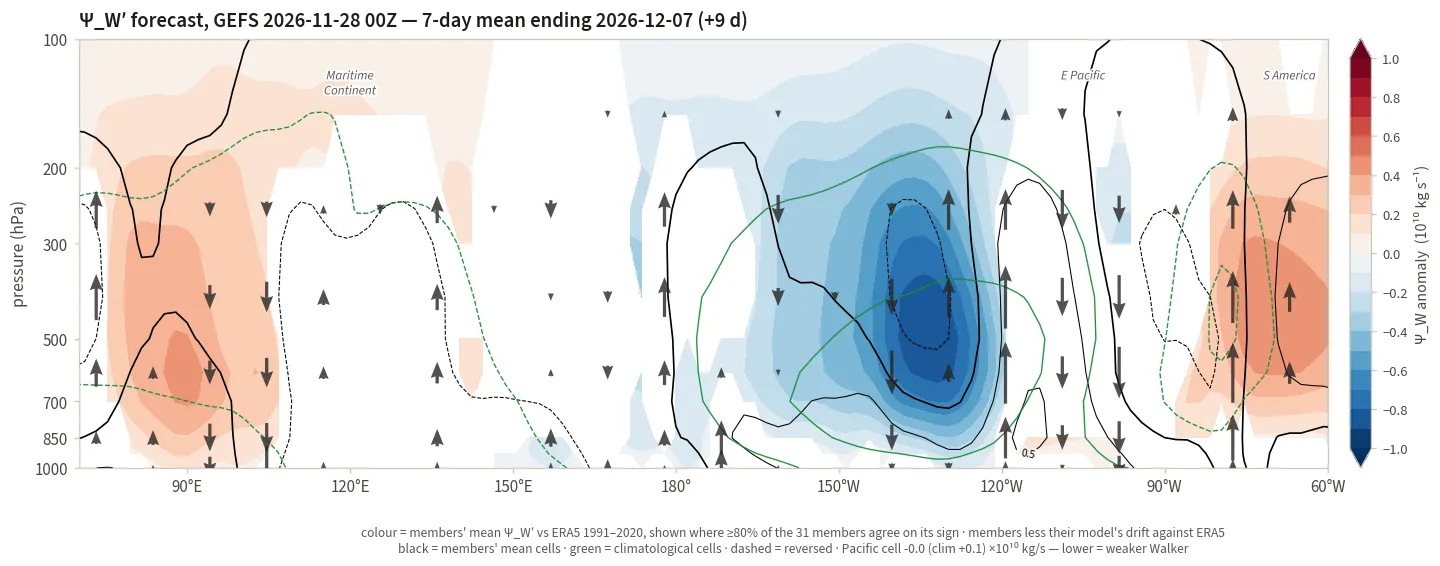 Ψ_W′ forecast, GEFS 2026-11-28 00Z — 7-day mean ending 2026-12-07 (+9 d)
100
200
300
400
500
700
850
1000
pressure (hPa)
Maritime
Continent
E Pacific
S America
0.5
90°E
120°E
150°E
180°
150°W
120°W
90°W
60°W
1.0
0.8
0.6
0.4
0.2
0.0
−0.2
−0.4
−0.6
−0.8
−1.0
Ψ_W anomaly (10¹⁰ kg s⁻¹)
colour = members' mean Ψ_W′ vs ERA5 1991–2020, shown where ≥80% of the 31 members agree on its sign · members less their model's drift against ERA5
black = members' mean cells · green = climatological cells · dashed = reversed · Pacific cell -0.0 (clim +0.1) ×10¹⁰ kg/s — lower = weaker Walker